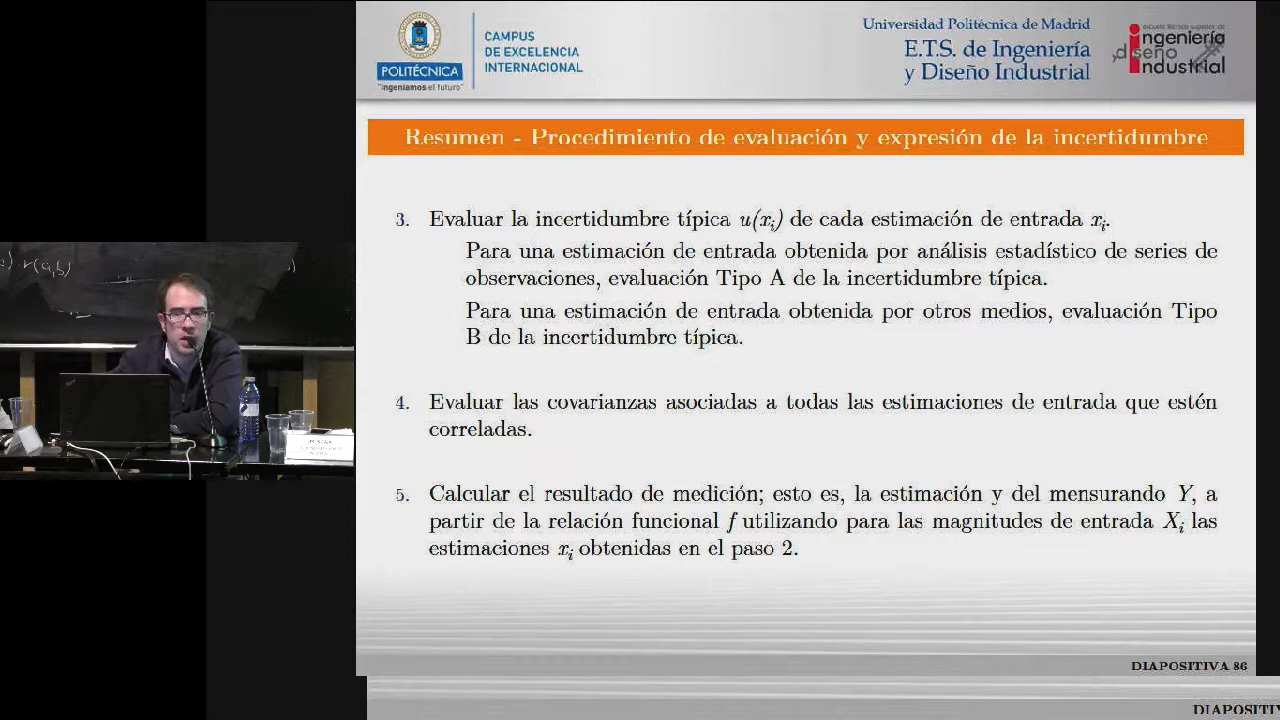 POLITÉCNICA
"Ingeniamos el futuro"
CAMPUS
DE EXCELENCIA
INTERNACIONAL
Universidad Politécnica de Madrid
E.T.S. de Ingeniería
y Diseño Industrial
escuela técnica superior de
ingeniería
diseño
industrial
Resumen - Procedimiento de evaluación y expresión de la incertidumbre
3. Evaluar la incertidumbre típica u(xi) de cada estimación de entrada xi.
Para una estimación de entrada obtenida por análisis estadístico de series de
observaciones, evaluación Tipo A de la incertidumbre típica.
Para una estimación de entrada obtenida por otros medios, evaluación Tipo
B de la incertidumbre típica.
4. Evaluar las covarianzas asociadas a todas las estimaciones de entrada que estén
correladas.
5. Calcular el resultado de medición; esto es, la estimación y del mensurando Y, a
partir de la relación funcional f utilizando para las magnitudes de entrada Xi las
estimaciones xi obtenidas en el paso 2.
DIAPOSITIVA 86
DIAPOSITIV
r(a,b)